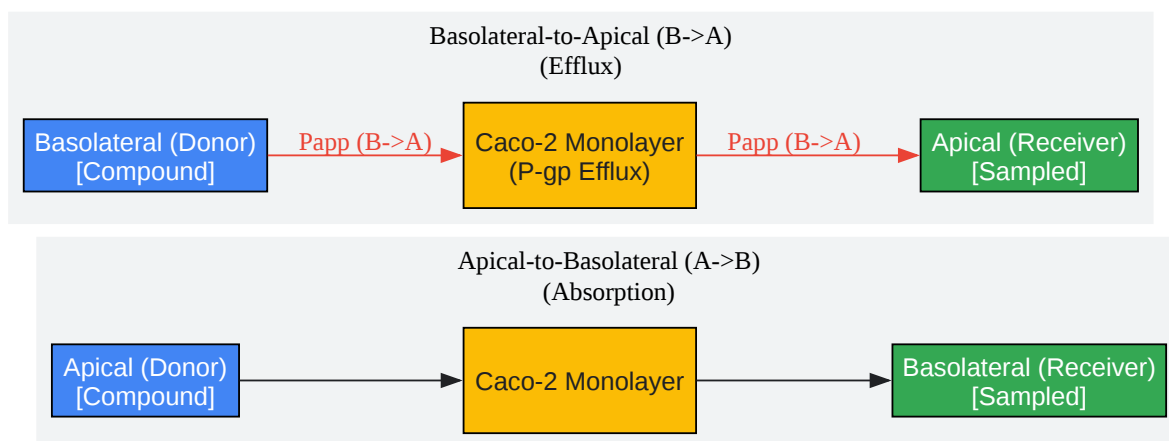 Basolateral-to-Apical (B->A)
(Efflux)
Basolateral (Donor)
[Compound]
Papp (B->A)
Caco-2 Monolayer
(P-gp Efflux)
Papp (B->A)
Apical (Receiver)
[Sampled]
Apical-to-Basolateral (A->B)
(Absorption)
Apical (Donor)
[Compound]
Caco-2 Monolayer
Basolateral (Receiver)
[Sampled]